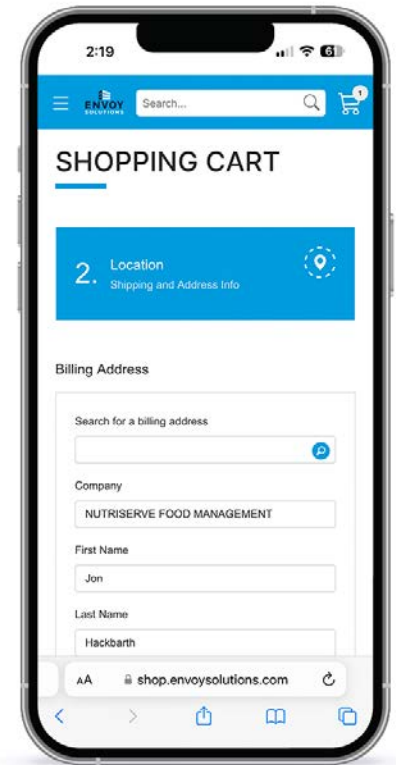 2:19
6
ENVOY
SOLUTIONS
Search...
1
SHOPPING CART
2.
Location
Shipping and Address Info
Billing Address
Search for a billing address
Company
NUTRISERVE FOOD MANAGEMENT
First Name
Jon
Last Name
Hackbarth
AA
shop.envoysolutions.com